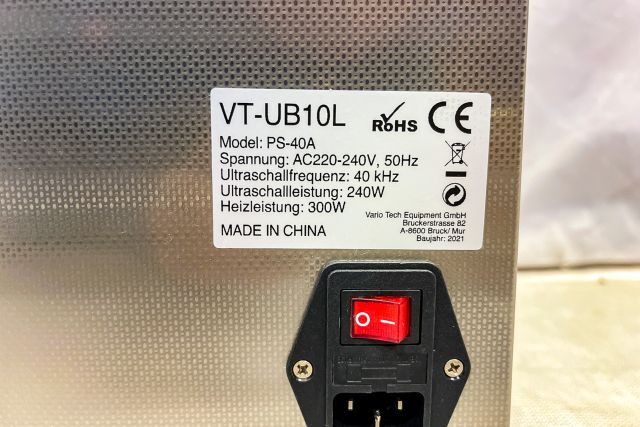 VT-UB10L
RoHS CE
Model: PS-40A
Spannung: AC220-240V, 50Hz
Ultraschallfrequenz: 40 kHz
Ultraschalleistung: 240W
Heizleistung: 300W
MADE IN CHINA
Vario Tech Equipment GmbH
Bruckerstrasse 82
A-8600 Bruck/ Mur
Baujahr: 2021
O I